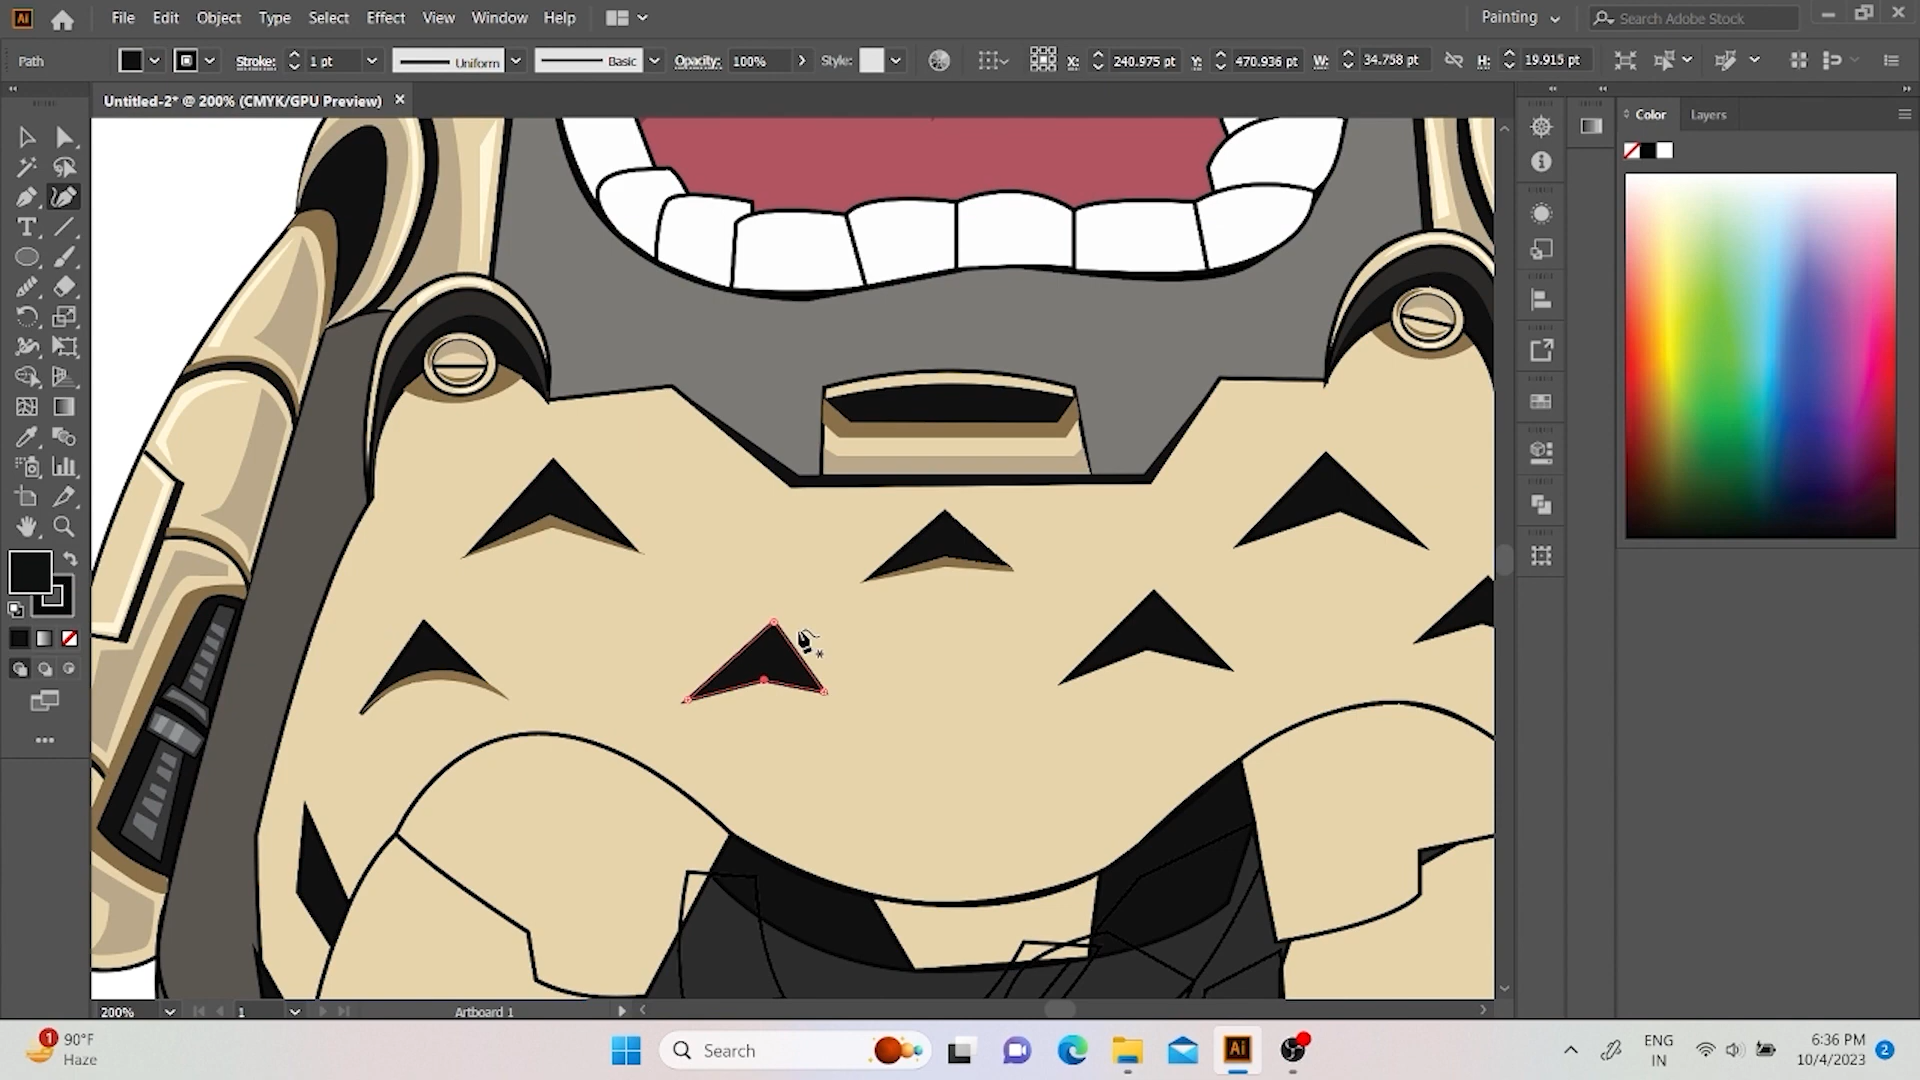 Ai File Edit Object Type Select Effect View Window Help Painting Search Adobe Stock
Path Stroke: 1 pt Uniform Basic Opacity: 100% Style: X: 240.975 pt Y: 470.936 pt W: 34.758 pt H: 19.915 pt
Untitled-2* @ 200% (CMYK/GPU Preview) ×
Color Layers
200% 1 Artboard 1
1 90°F
Haze
Search
Ai
ENG
IN
6:36 PM
10/4/2023
2